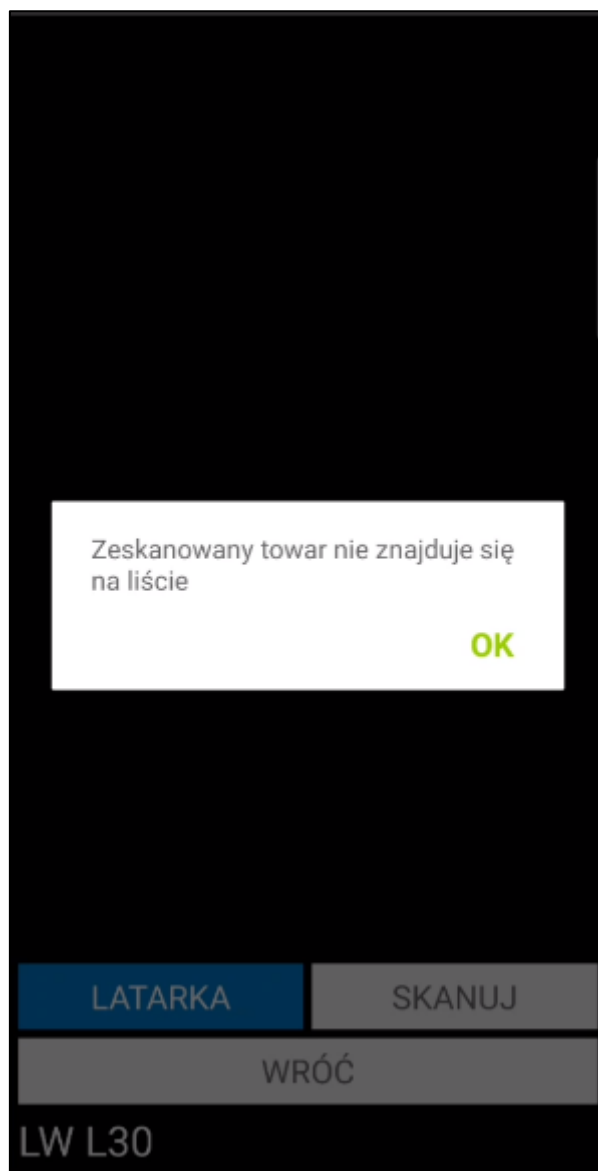 Zeskanowany towar nie znajduje się
na liście
OK
LATARKA SKANUJ
WRÓĆ
LW L30